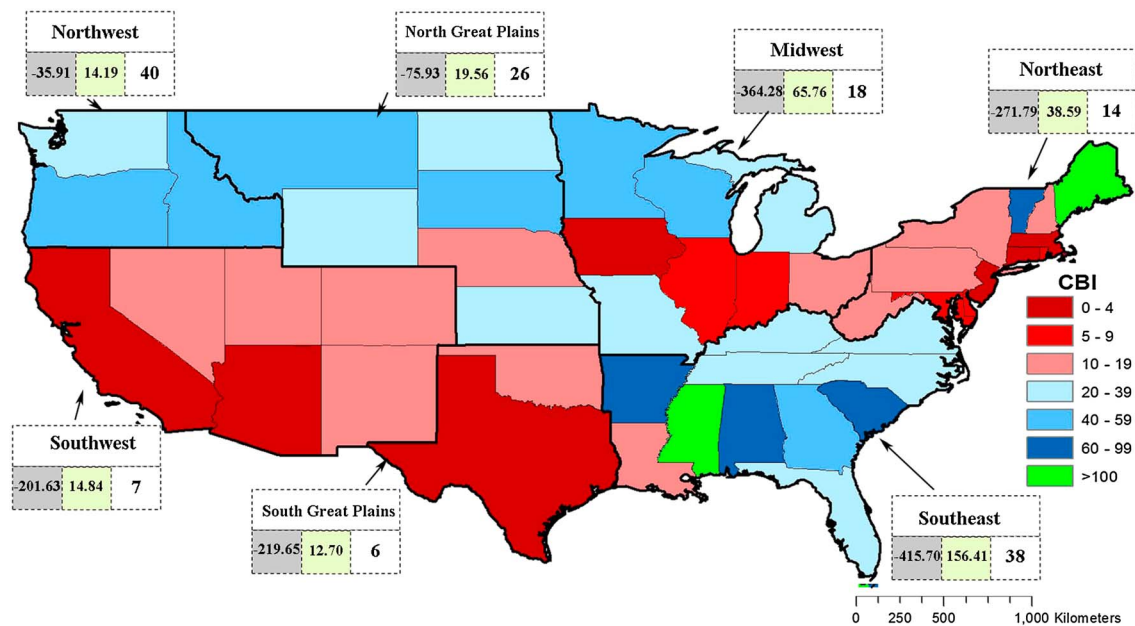 Northwest
-35.91 14.19 40
North Great Plains
-75.93 19.56 26
Midwest
-364.28 65.76 18
Northeast
-271.79 38.59 14
CBI
0 - 4
5 - 9
10 - 19
20 - 39
40 - 59
60 - 99
>100
Southwest
-201.63 14.84 7
South Great Plains
-219.65 12.70 6
Southeast
-415.70 156.41 38
0 250 500 1,000 Kilometers